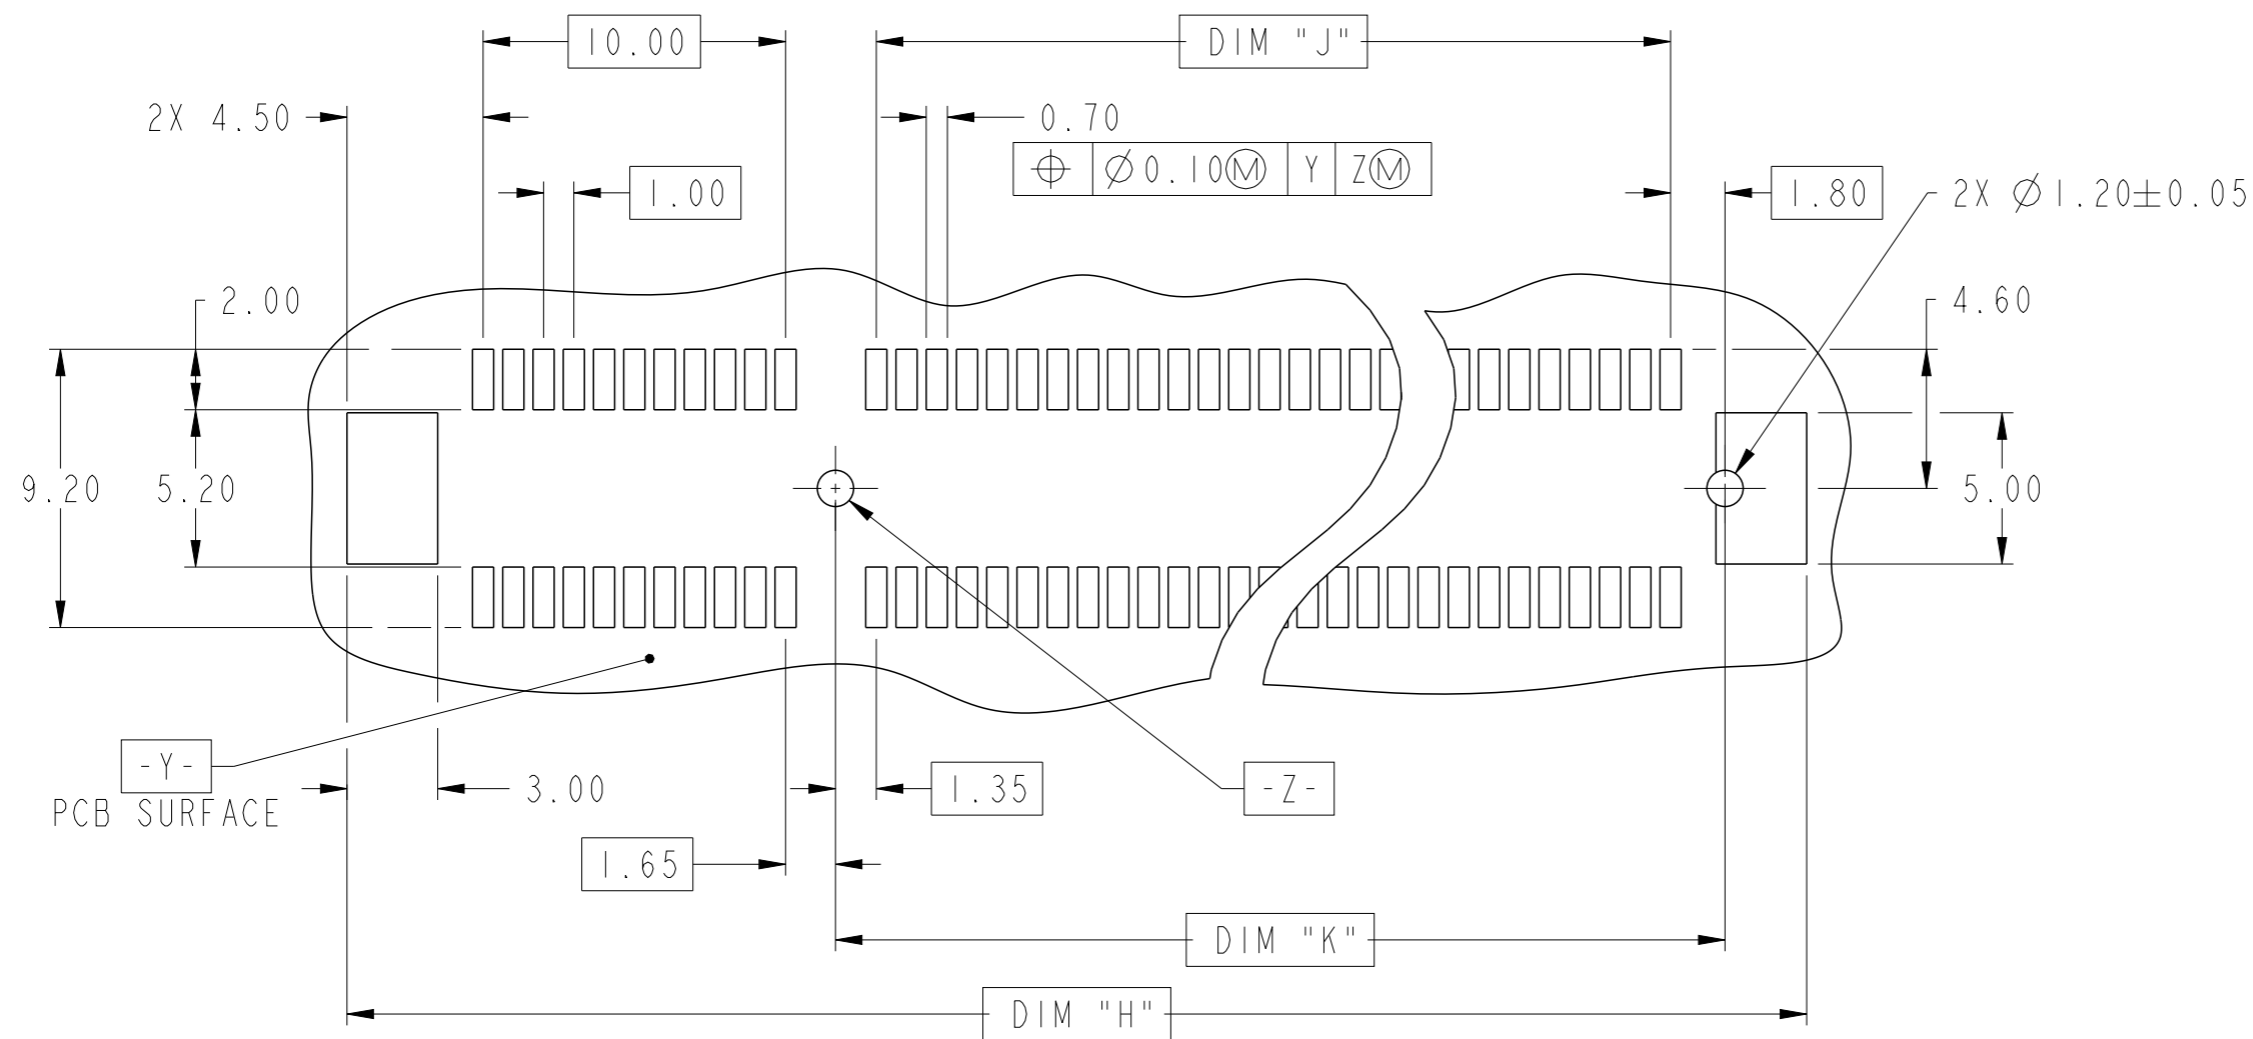 10.00
DIM "J"
2X 4.50
0.70
⌖ ∅0.10Ⓜ Y ZⓂ
1.00
1.80
2X ∅1.20±0.05
2.00
4.60
9.20
5.20
5.00
-Y-
PCB SURFACE
3.00
1.35
-Z-
1.65
DIM "K"
DIM "H"